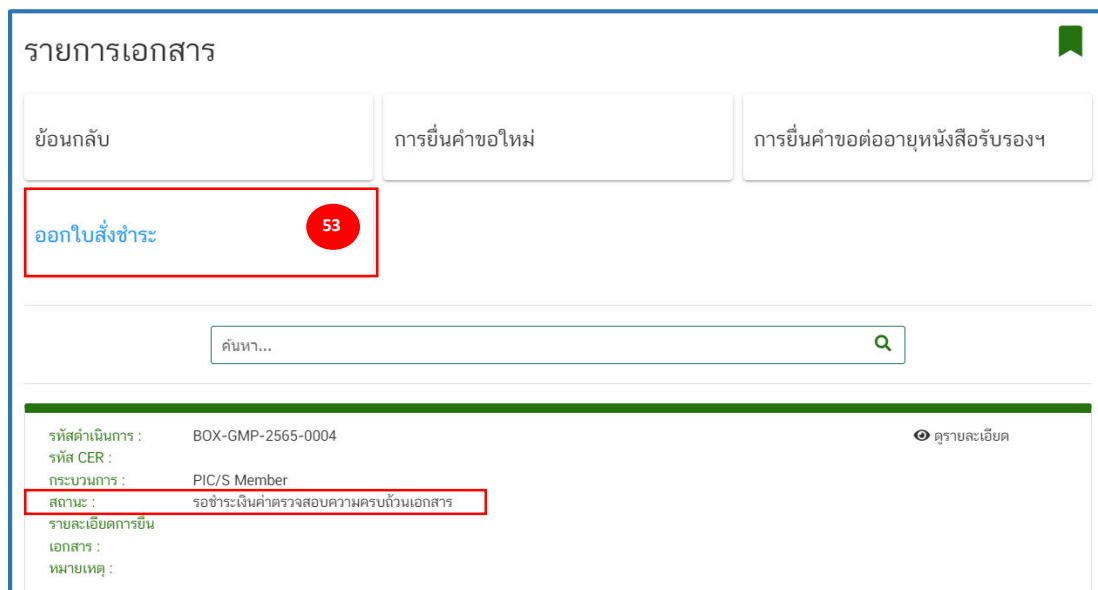 รายการเอกสาร
ย้อนกลับ
การยื่นคำขอใหม่
การยื่นคำขอต่ออายุหนังสือรับรองฯ
ออกใบสั่งชำระ
53
ค้นหา...
รหัสดำเนินการ : BOX-GMP-2565-0004 ดูรายละเอียด
รหัส CER :
กระบวนการ : PIC/S Member
สถานะ : รอชำระเงินค่าตรวจสอบความครบถ้วนเอกสาร
รายละเอียดการยื่น
เอกสาร :
หมายเหตุ :